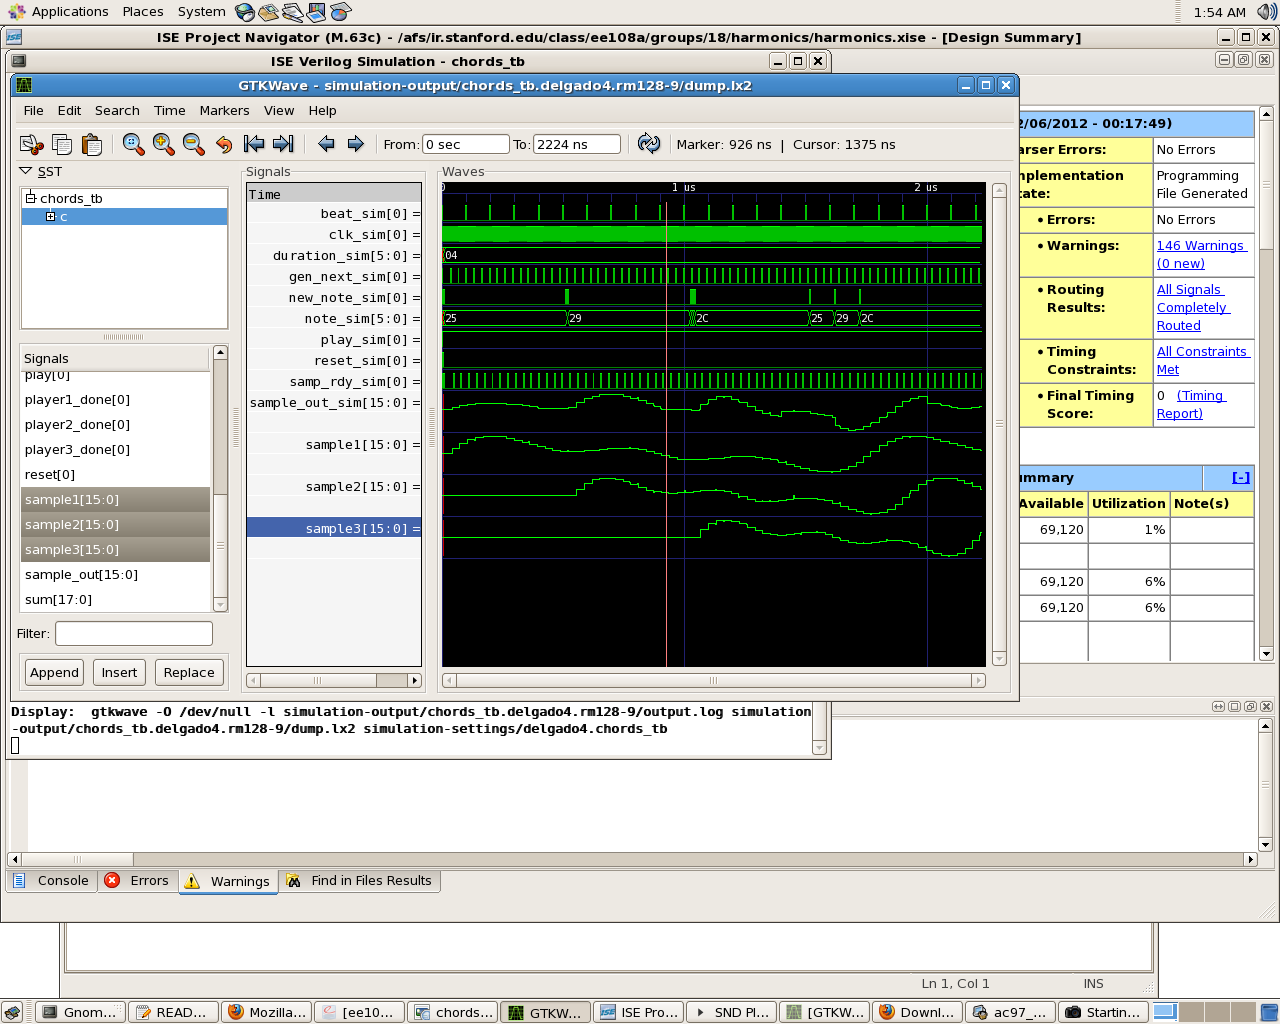 Applications Places System 1:54 AM
ISE Project Navigator (M.63c) - /afs/ir.stanford.edu/class/ee108a/groups/18/harmonics/harmonics.xise - [Design Summary]
ISE Verilog Simulation - chords_tb
GTKWave - simulation-output/chords_tb.delgado4.rm128-9/dump.lx2
File Edit Search Time Markers View Help
From: 0 sec To: 2224 ns Marker: 926 ns | Cursor: 1375 ns
SST
chords_tb
c
Signals
play[0]
player1_done[0]
player2_done[0]
player3_done[0]
reset[0]
sample1[15:0]
sample2[15:0]
sample3[15:0]
sample_out[15:0]
sum[17:0]
Filter:
Append Insert Replace
Signals
Time
beat_sim[0] =
clk_sim[0] =
duration_sim[5:0] =
gen_next_sim[0] =
new_note_sim[0] =
note_sim[5:0] =
play_sim[0] =
reset_sim[0] =
samp_rdy_sim[0] =
sample_out_sim[15:0] =
sample1[15:0] =
sample2[15:0] =
sample3[15:0] =
Waves
0 1 us 2 us
04
25 29 2C 25 29 2C
2/06/2012 - 00:17:49)
arser Errors: No Errors
mplementation Programming
tate: File Generated
• Errors: No Errors
• Warnings: 146 Warnings
(0 new)
• Routing All Signals
Results: Completely
Routed
• Timing All Constraints
Constraints: Met
• Final Timing 0 (Timing
Score: Report)
ummary [-]
Available Utilization Note(s)
69,120 1%
69,120 6%
69,120 6%
Display: gtkwave -O /dev/null -l simulation-output/chords_tb.delgado4.rm128-9/output.log simulation
-output/chords_tb.delgado4.rm128-9/dump.lx2 simulation-settings/delgado4.chords_tb
Console Errors Warnings Find in Files Results
Ln 1, Col 1 INS
Gnom... READ... Mozilla... [ee10... chords... GTKW... ISE Pro... SND Pl... [GTKW... Downl... ac97_... Startin...